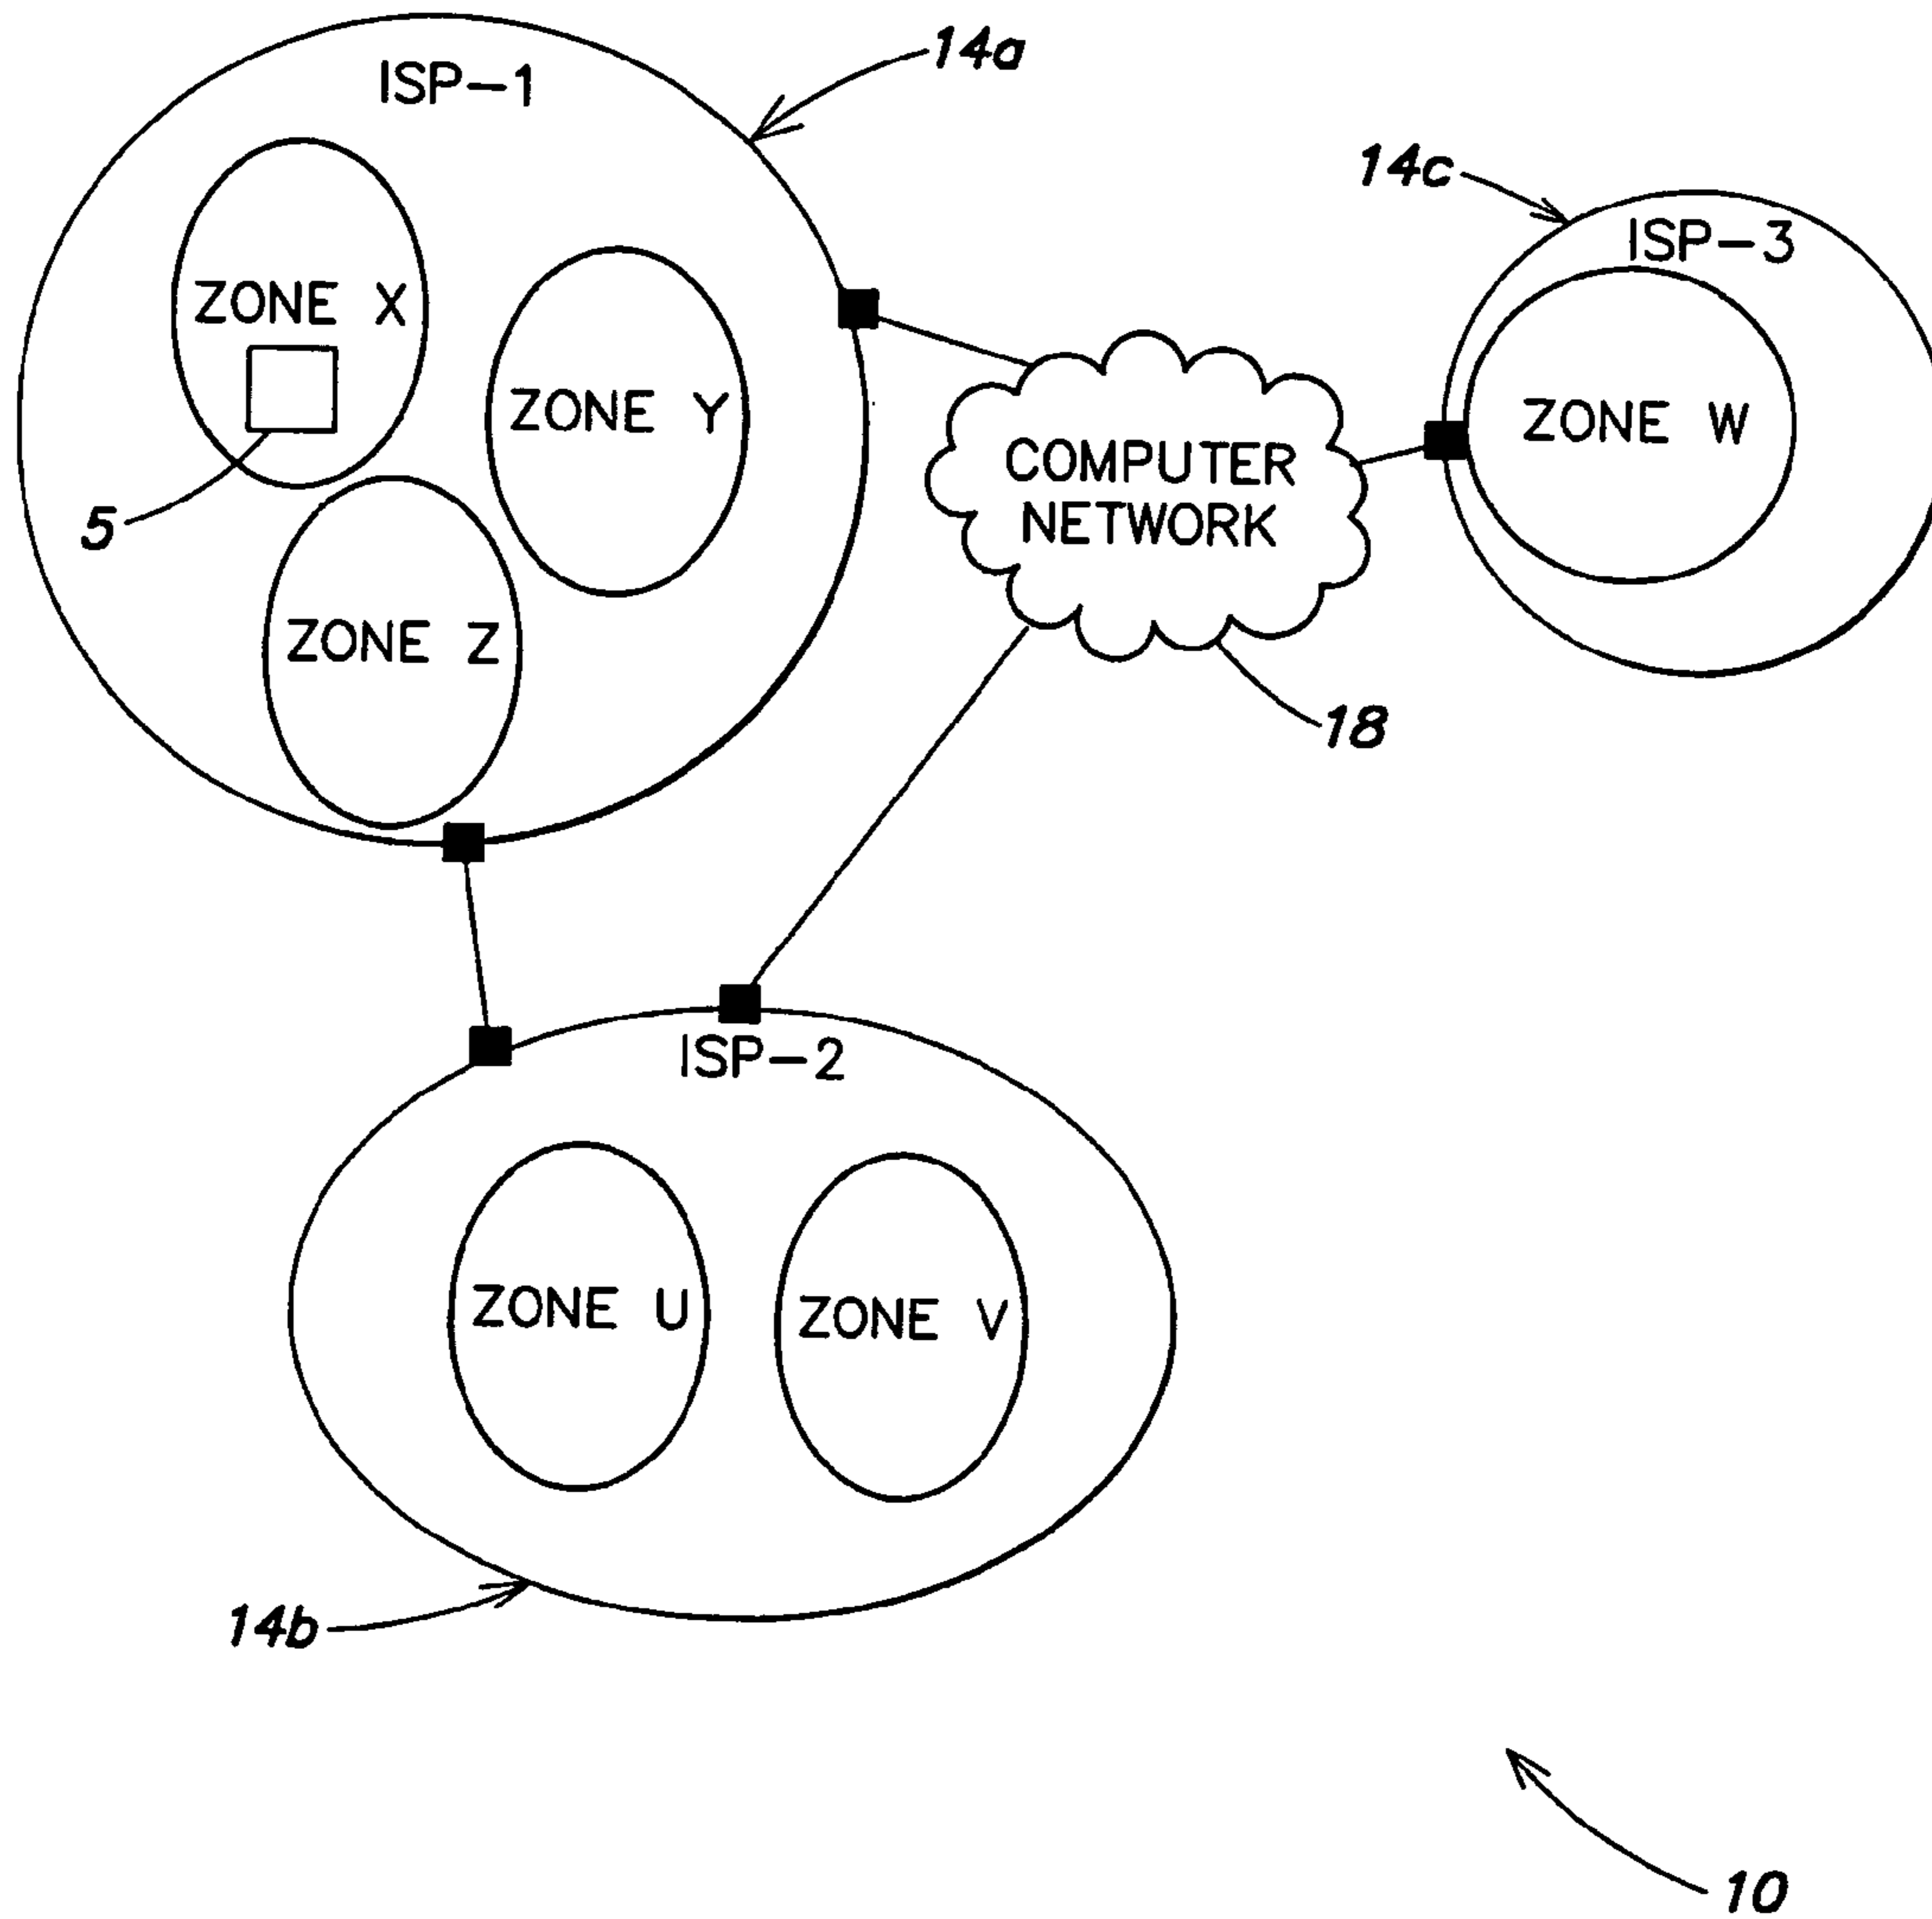 14a
ISP-1
14c
ISP-3
ZONE X
ZONE Y
ZONE W
COMPUTER
NETWORK
5
ZONE Z
18
ISP-2
ZONE U
ZONE V
14b
10